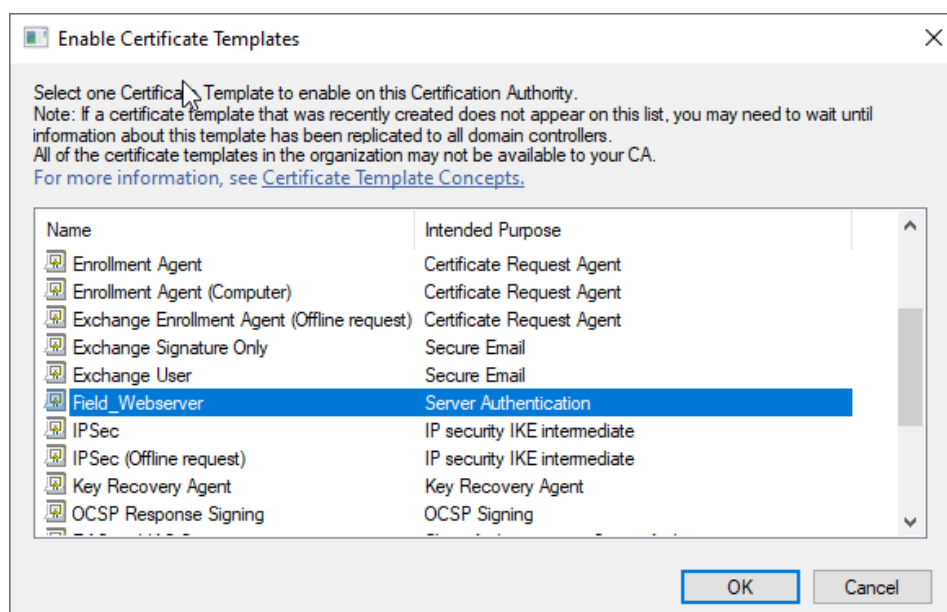 Enable Certificate Templates
Select one Certificate Template to enable on this Certification Authority.
Note: If a certificate template that was recently created does not appear on this list, you may need to wait until
information about this template has been replicated to all domain controllers.
All of the certificate templates in the organization may not be available to your CA.
For more information, see Certificate Template Concepts.
Name Intended Purpose
Enrollment Agent Certificate Request Agent
Enrollment Agent (Computer) Certificate Request Agent
Exchange Enrollment Agent (Offline request) Certificate Request Agent
Exchange Signature Only Secure Email
Exchange User Secure Email
Field_Webserver Server Authentication
IPSec IP security IKE intermediate
IPSec (Offline request) IP security IKE intermediate
Key Recovery Agent Key Recovery Agent
OCSP Response Signing OCSP Signing
OK Cancel